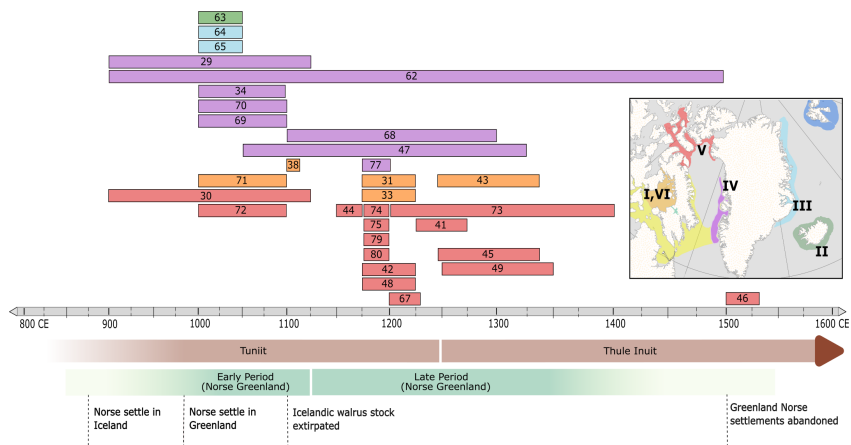 63
64
65
29
62
34
70
69
68
47
38 77
71 31 43
30 33
72 44 74 73
75 41
79
80 45
42 49
48
67 46
V
I,VI IV
III
II
800 CE 900 1000 1100 1200 1300 1400 1500 1600 CE
Tuniit Thule Inuit
Early Period
(Norse Greenland)
Late Period
(Norse Greenland)
Norse settle in
Iceland
Norse settle in
Greenland
Icelandic walrus stock
extirpated
Greenland Norse
settlements abandoned